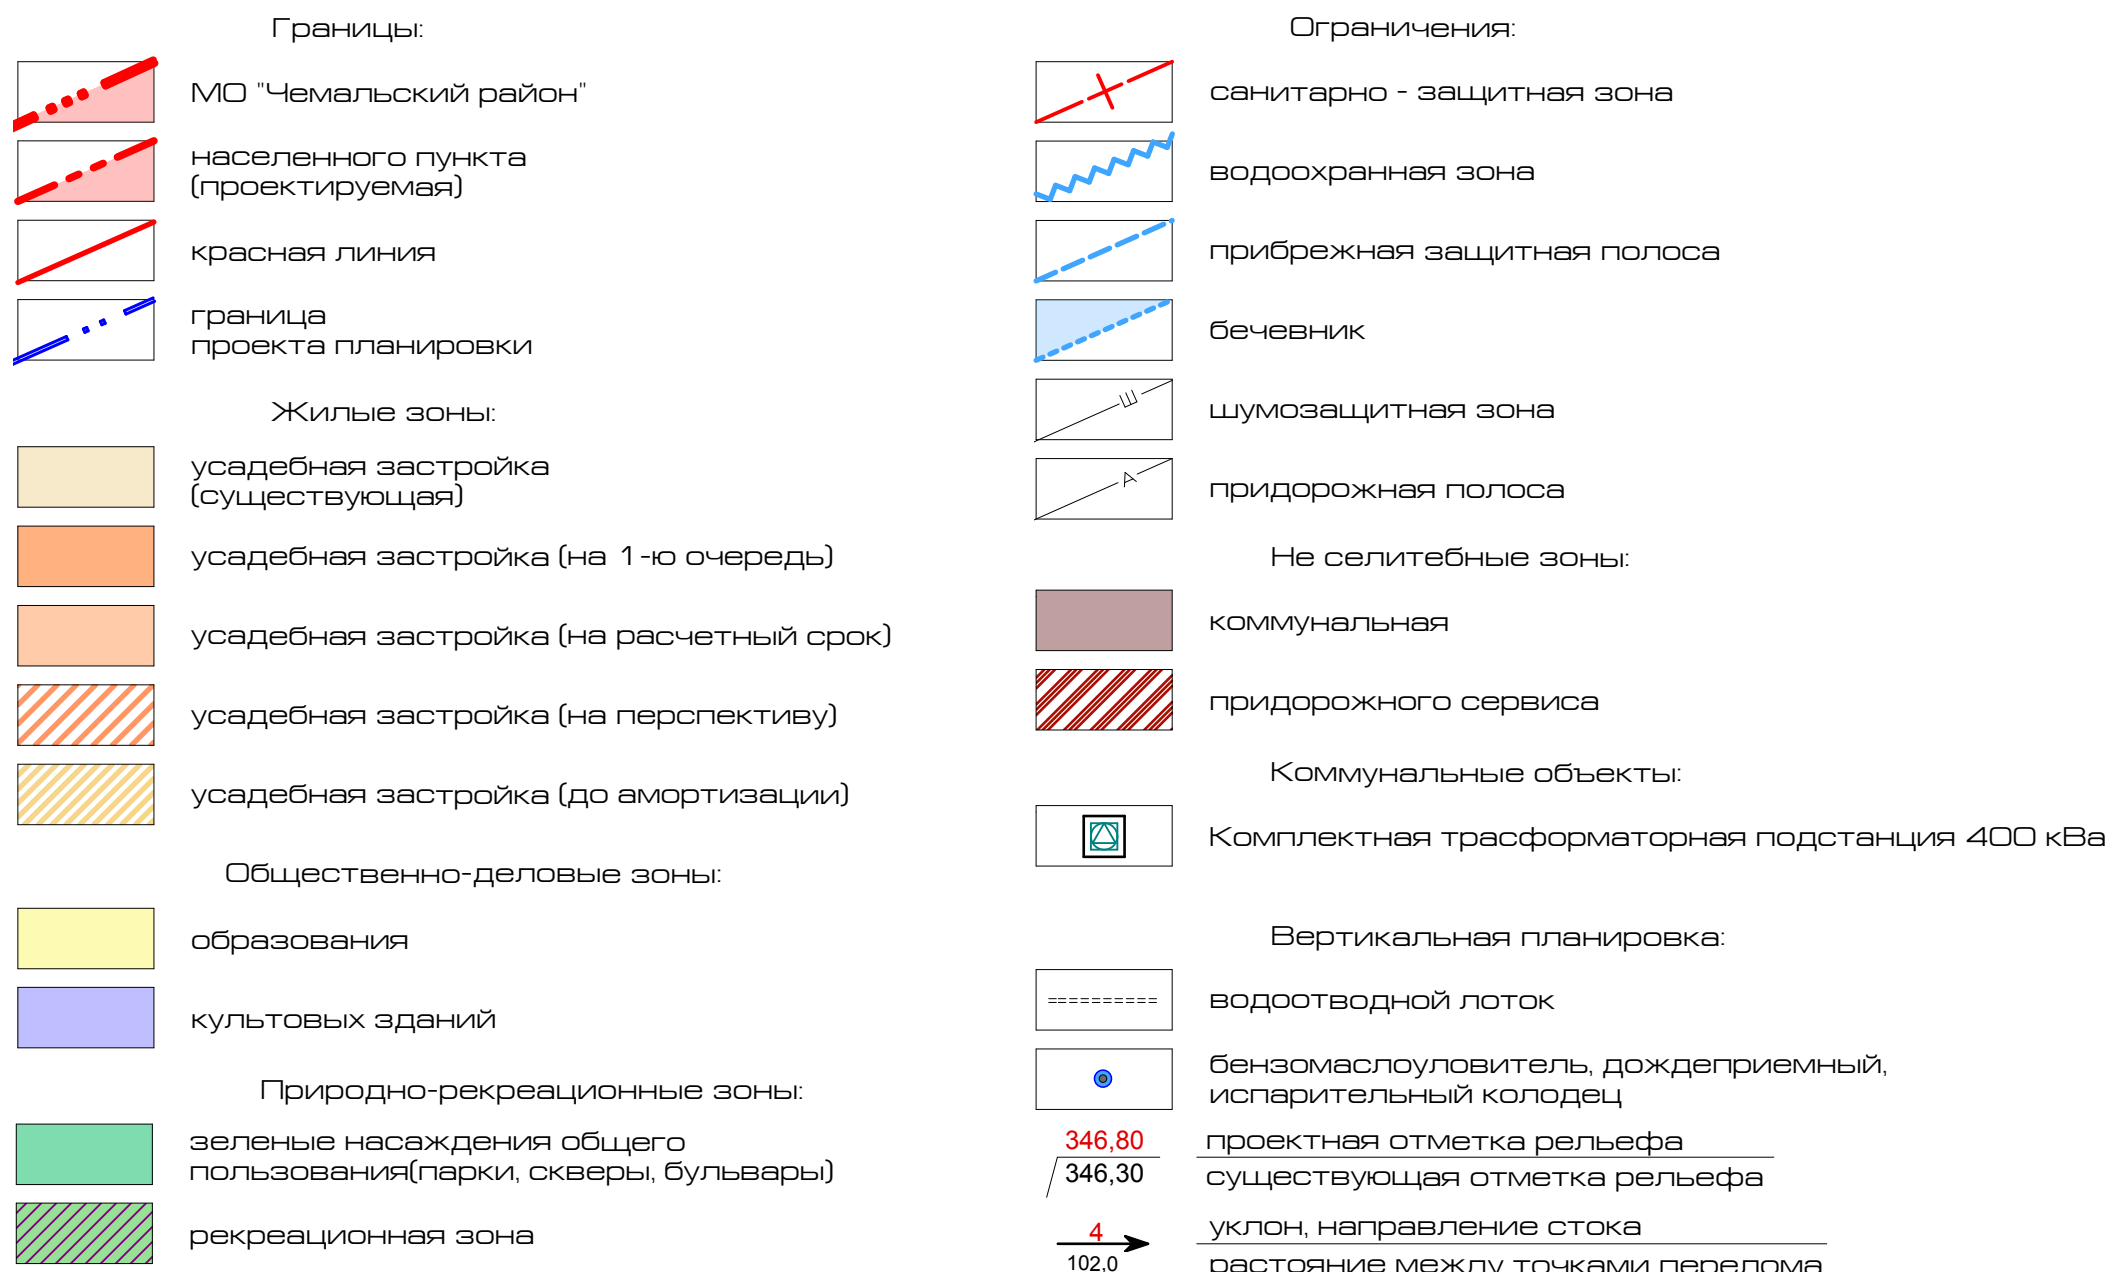 Границы:
МО "Чемальский район"
населенного пункта
(проектируемая)
красная линия
граница
проекта планировки
Жилые зоны:
усадебная застройка
(существующая)
усадебная застройка (на 1-ю очередь)
усадебная застройка (на расчетный срок)
усадебная застройка (на перспективу)
усадебная застройка (до амортизации)
Общественно-деловые зоны:
образования
культовых зданий
Природно-рекреационные зоны:
зеленые насаждения общего
пользования(парки, скверы, бульвары)
рекреационная зона
Ограничения:
санитарно - защитная зона
водоохранная зона
прибрежная защитная полоса
бечевник
Ш
шумозащитная зона
А
придорожная полоса
Не селитебные зоны:
коммунальная
придорожного сервиса
Коммунальные объекты:
Комплектная трасформаторная подстанция 400 кВа
Вертикальная планировка:
водоотводной лоток
бензомаслоуловитель, дождеприемный,
испарительный колодец
346,80 проектная отметка рельефа
346,30 существующая отметка рельефа
4 уклон, направление стока
102,0 растояние между точками перелома